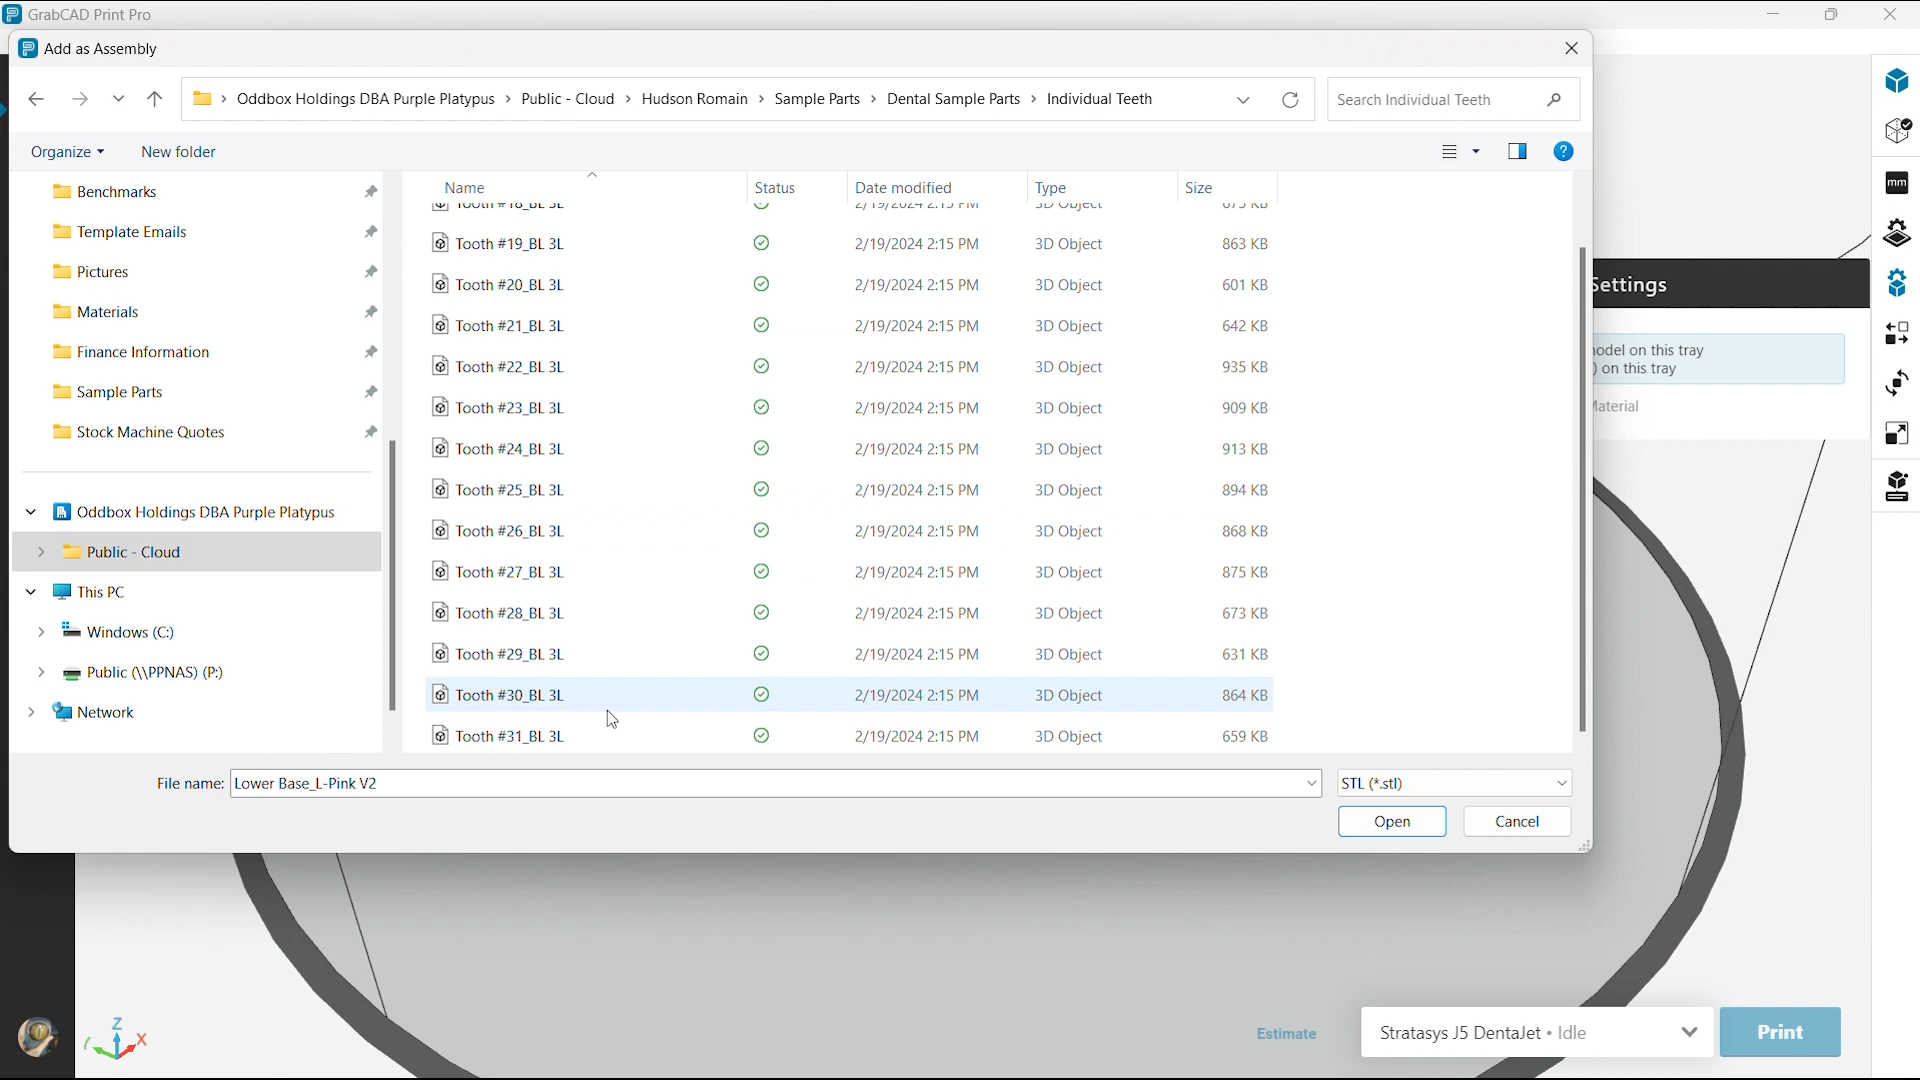 GrabCAD Print Pro
Add as Assembly
Oddbox Holdings DBA Purple Platypus > Public - Cloud > Hudson Romain > Sample Parts > Dental Sample Parts > Individual Teeth
Search Individual Teeth
Organize
New folder
Benchmarks
Template Emails
Pictures
Materials
Finance Information
Sample Parts
Stock Machine Quotes
Oddbox Holdings DBA Purple Platypus
Public - Cloud
This PC
Windows (C:)
Public (\\PPNAS) (P:)
Network
Name Status Date modified Type Size
Tooth #19_BL 3L 2/19/2024 2:15 PM 3D Object 863 KB
Tooth #20_BL 3L 2/19/2024 2:15 PM 3D Object 601 KB
Tooth #21_BL 3L 2/19/2024 2:15 PM 3D Object 642 KB
Tooth #22_BL 3L 2/19/2024 2:15 PM 3D Object 935 KB
Tooth #23_BL 3L 2/19/2024 2:15 PM 3D Object 909 KB
Tooth #24_BL 3L 2/19/2024 2:15 PM 3D Object 913 KB
Tooth #25_BL 3L 2/19/2024 2:15 PM 3D Object 894 KB
Tooth #26_BL 3L 2/19/2024 2:15 PM 3D Object 868 KB
Tooth #27_BL 3L 2/19/2024 2:15 PM 3D Object 875 KB
Tooth #28_BL 3L 2/19/2024 2:15 PM 3D Object 673 KB
Tooth #29_BL 3L 2/19/2024 2:15 PM 3D Object 631 KB
Tooth #30_BL 3L 2/19/2024 2:15 PM 3D Object 864 KB
Tooth #31_BL 3L 2/19/2024 2:15 PM 3D Object 659 KB
File name: Lower Base_L-Pink V2
STL (*.stl)
Open
Cancel
Settings
odel on this tray
) on this tray
Material
mm
Z
X
Estimate
Stratasys J5 DentaJet • Idle
Print